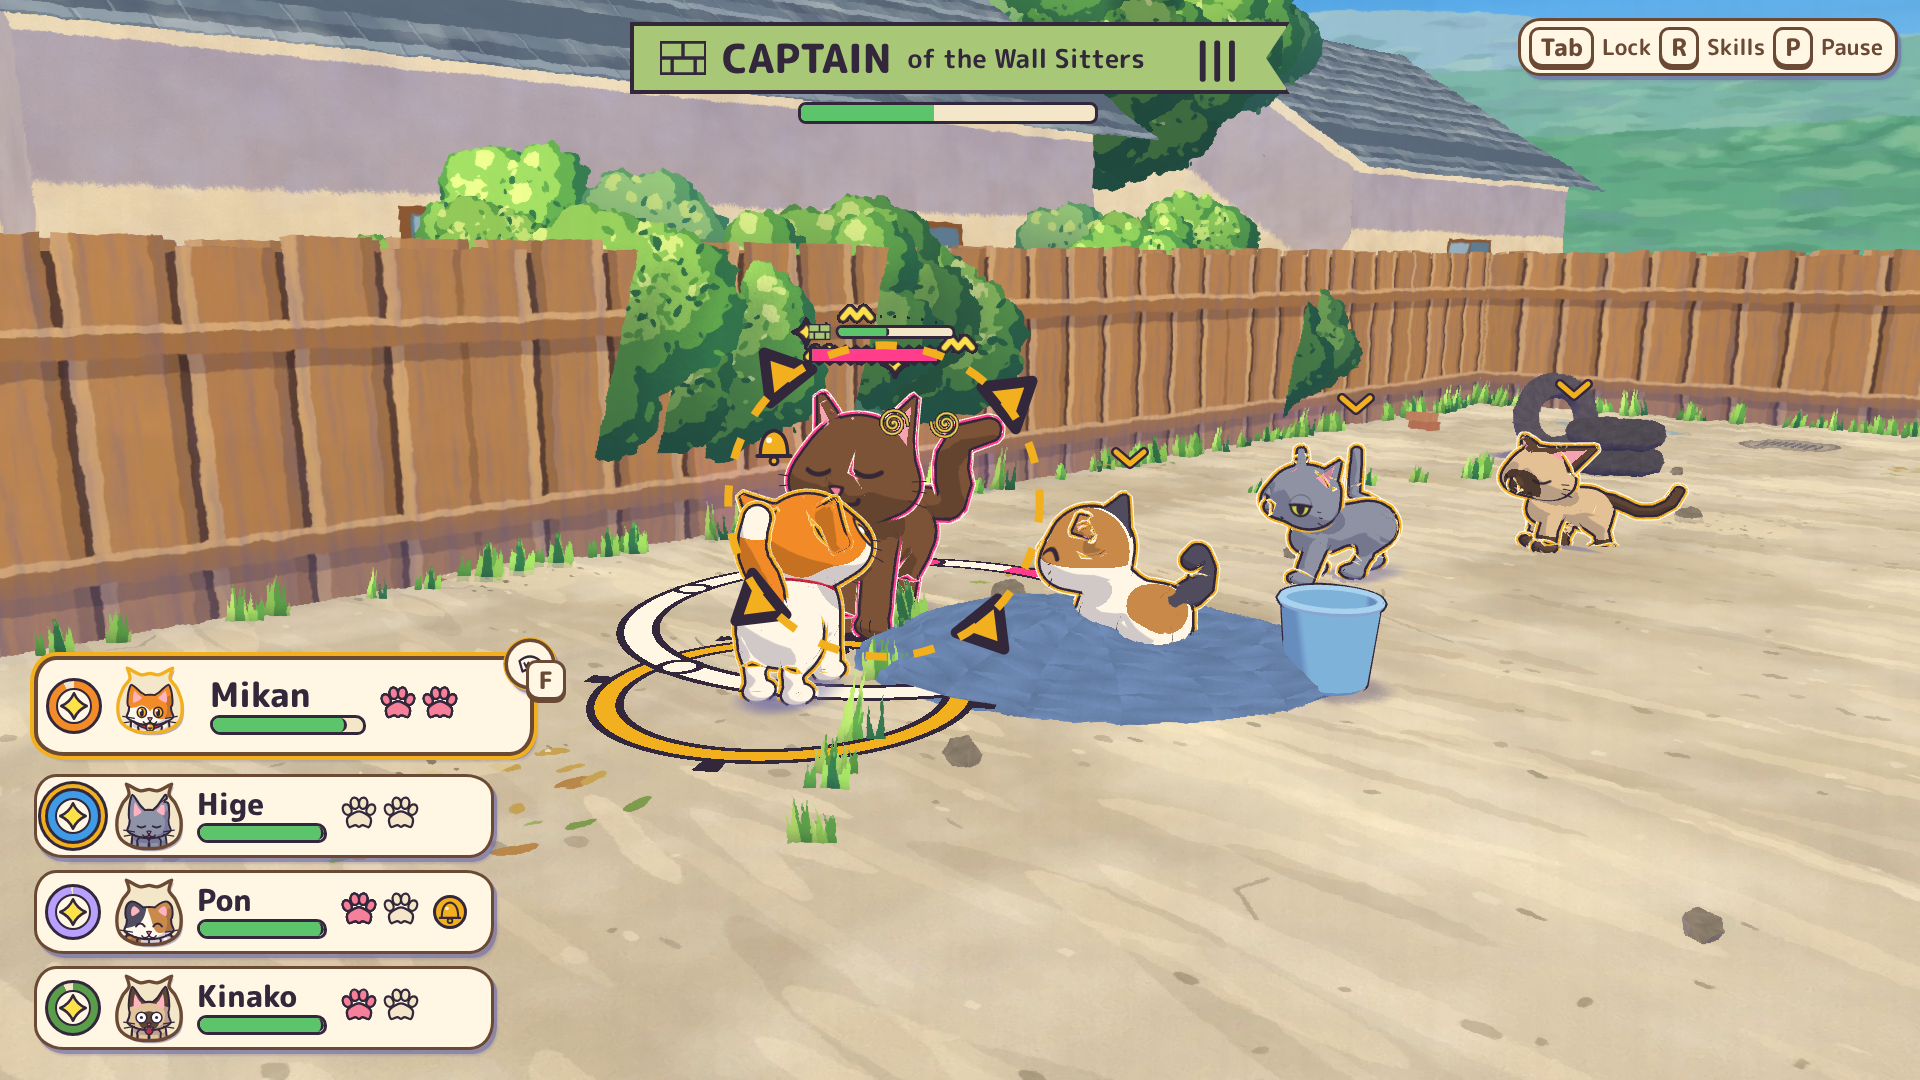 CAPTAIN of the Wall Sitters
Tab Lock R Skills P Pause
Mikan
F
Hige
Pon
Kinako